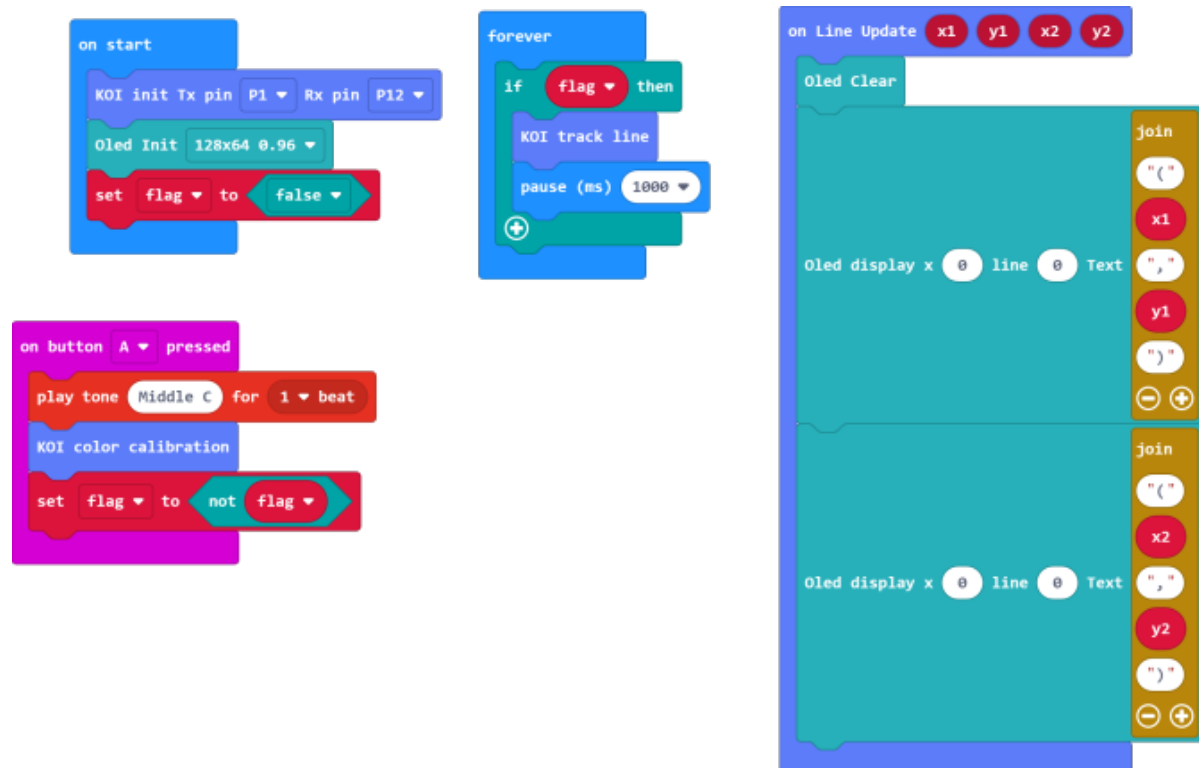 on start
KOI init Tx pin P1 Rx pin P12
Oled Init 128x64 0.96
set flag to false
forever
if flag then
KOI track line
pause (ms) 1000
on button A pressed
play tone Middle C for 1 beat
KOI color calibration
set flag to not flag
on Line Update x1 y1 x2 y2
Oled Clear
Oled display x 0 line 0 Text
join
"("
x1
","
y1
")"
Oled display x 0 line 0 Text
join
"("
x2
","
y2
")"